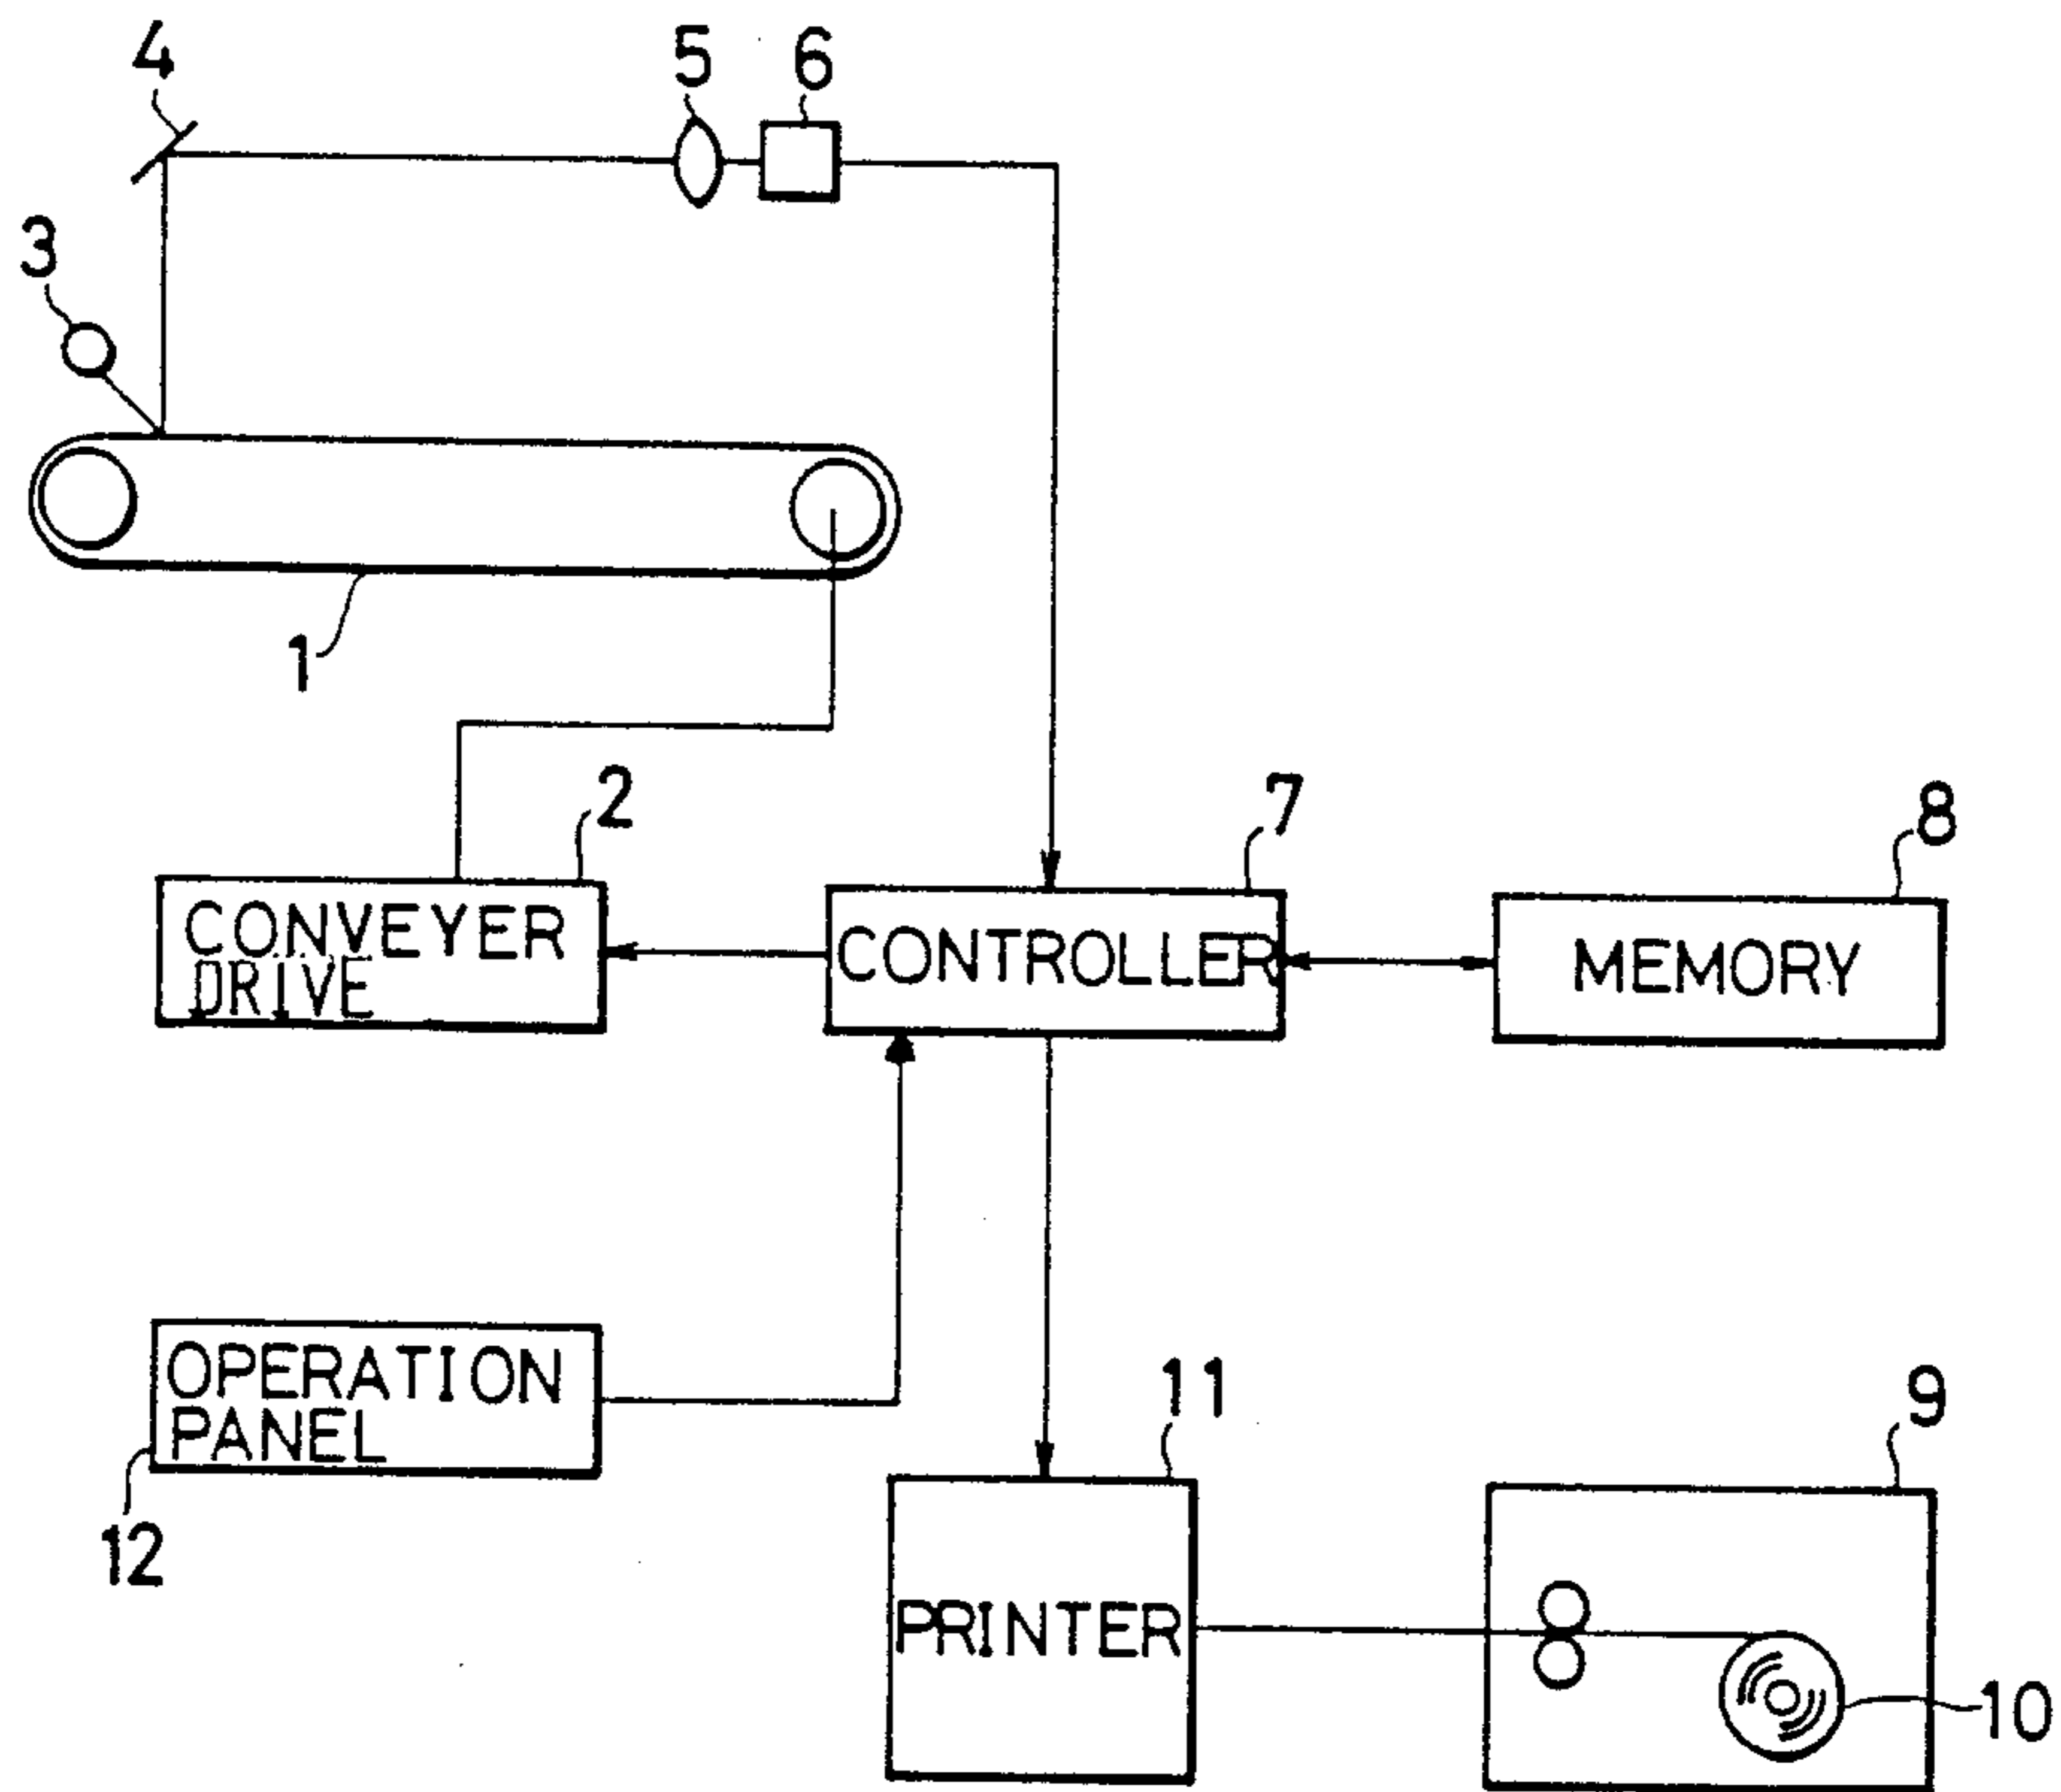 4
5
6
3
1
2
7
8
CONVEYER
DRIVE
CONTROLLER
MEMORY
OPERATION
PANEL
11
9
12
PRINTER
10